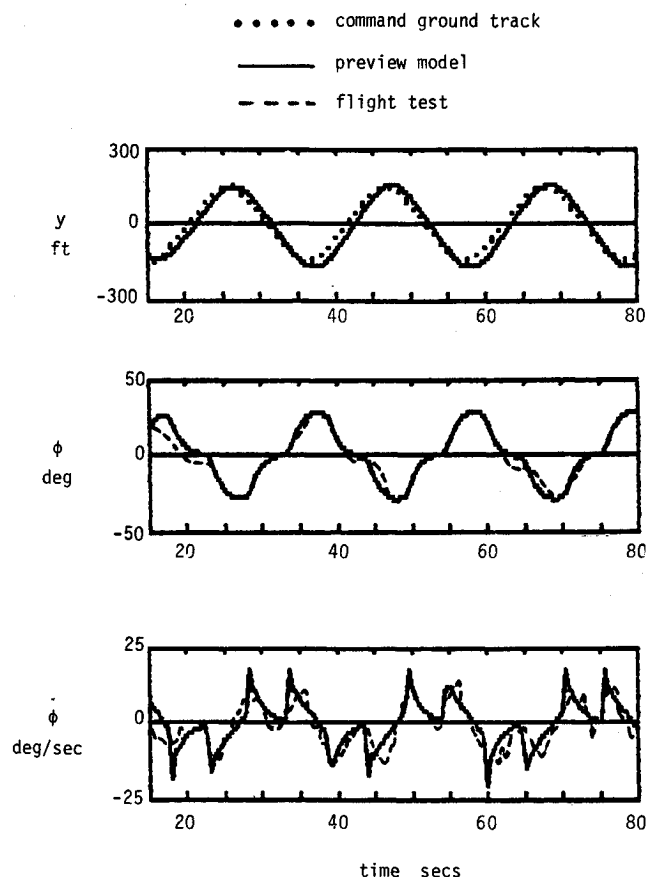 command ground track
preview model
flight test
300
y
0
ft
-300
20 40 60 80
50
ϕ
0
deg
-50
20 40 60 80
25
ϕ̇
0
deg/sec
-25
20 40 60 80
time secs